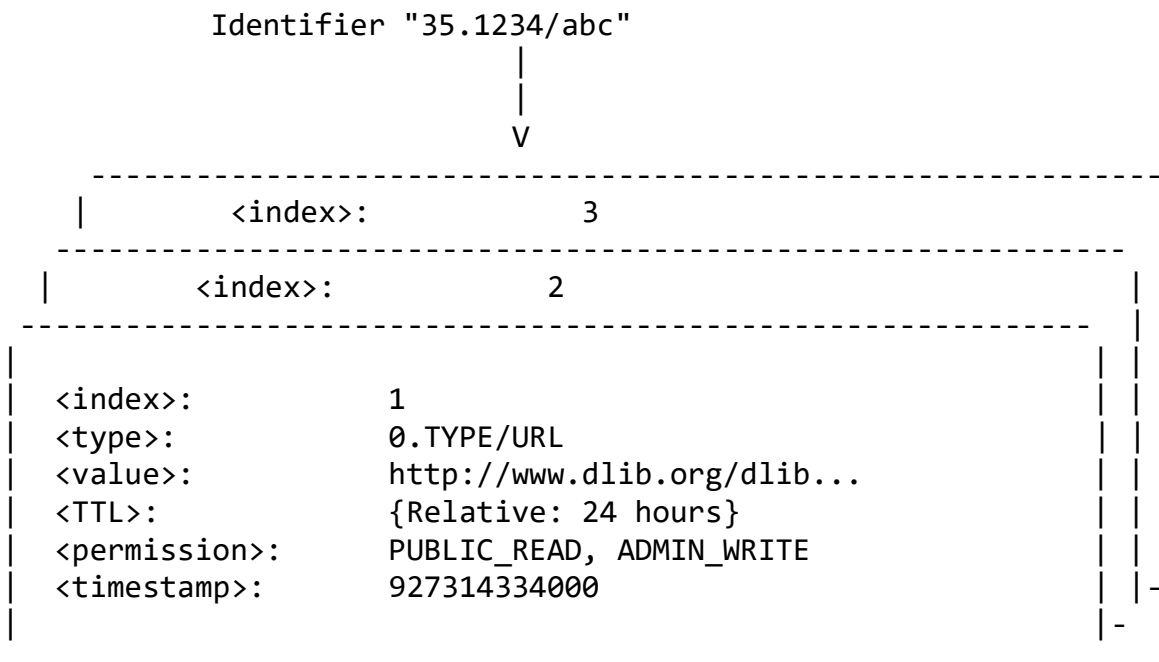 Identifier "35.1234/abc"
V
<index>: 3
<index>: 2
<index>: 1
<type>: 0.TYPE/URL
<value>: http://www.dlib.org/dlib...
<TTL>: {Relative: 24 hours}
<permission>: PUBLIC_READ, ADMIN_WRITE
<timestamp>: 927314334000